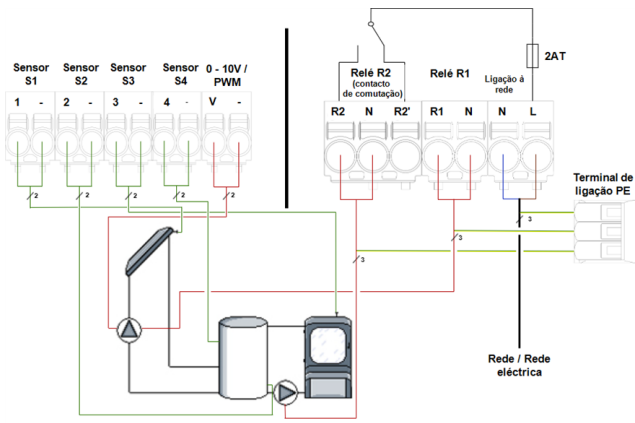 2AT
Sensor S1
Sensor S2
Sensor S3
Sensor S4
0 - 10V / PWM
Relé R2
(contacto de comutação)
Relé R1
Ligação á rede
1 - 2 - 3 - 4 - V -
R2 N R2' R1 N N L
Terminal de ligação PE
2 2 2 2 2
3
3
3
Rede / Rede eléctrica